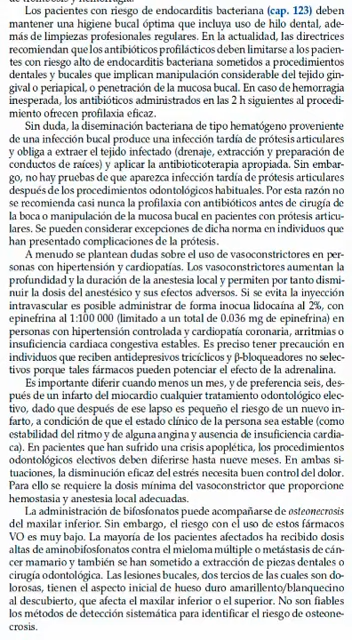 Los pacientes con riesgo de endocarditis bacteriana (cap. 123) deben
mantener una higiene bucal óptima que incluya uso de hilo dental, ade-
más de limpiezas profesionales regulares. En la actualidad, las directrices
recomiendan que los antibióticos profilácticos deben limitarse a los pacien-
tes con riesgo alto de endocarditis bacteriana sometidos a procedimientos
dentales y bucales que implican manipulación considerable del tejido gin-
gival o periapical, o penetración de la mucosa bucal. En caso de hemorragia
inesperada, los antibióticos administrados en las 2 h siguientes al procedi-
miento ofrecen profilaxia eficaz.
Sin duda, la diseminación bacteriana de tipo hematógeno proveniente
de una infección bucal produce una infección tardía de prótesis articulares
y obliga a extraer el tejido infectado (drenaje, extracción y preparación de
conductos de raíces) y aplicar la antibioticoterapia apropiada. Sin embar-
go, no hay pruebas de que aparezca infección tardía de prótesis articulares
después de los procedimientos odontológicos habituales. Por esta razón no
se recomienda casi nunca la profilaxia con antibióticos antes de cirugía de
la boca o manipulación de la mucosa bucal en pacientes con prótesis articu-
lares. Se pueden considerar excepciones de dicha norma en individuos que
han presentado complicaciones de la prótesis.
A menudo se plantean dudas sobre el uso de vasoconstrictores en per-
sonas con hipertensión y cardiopatías. Los vasoconstrictores aumentan la
profundidad y la duración de la anestesia local y permiten por tanto dismi-
nuir la dosis del anestésico y sus efectos adversos. Si se evita la inyección
intravascular es posible administrar de forma inocua lidocaína al 2%, con
epinefrina al 1:100 000 (limitado a un total de 0.036 mg de epinefrina) en
personas con hipertensión controlada y cardiopatía coronaria, arritmias o
insuficiencia cardiaca congestiva estables. Es preciso tener precaución en
individuos que reciben antidepresivos tricíclicos y β-bloqueadores no selec-
tivos porque tales fármacos pueden potenciar el efecto de la adrenalina.
Es importante diferir cuando menos un mes, y de preferencia seis, des-
pués de un infarto del miocardio cualquier tratamiento odontológico elec-
tivo, dado que después de ese lapso es pequeño el riesgo de un nuevo in-
farto, a condición de que el estado clínico de la persona sea estable (como
estabilidad del ritmo y de alguna angina y ausencia de insuficiencia cardia-
ca). En pacientes que han sufrido una crisis apoplética, los procedimientos
odontológicos electivos deben diferirse hasta nueve meses. En ambas si-
tuaciones, la disminución eficaz del estrés necesita buen control del dolor.
Para ello se requiere la dosis mínima del vasoconstrictor que proporcione
hemostasia y anestesia local adecuadas.
La administración de bifosfonatos puede acompañarse de osteonecrosis
del maxilar inferior. Sin embargo, el riesgo con el uso de estos fármacos
VO es muy bajo. La mayoría de los pacientes afectados ha recibido dosis
altas de aminobifosfonatos contra el mieloma múltiple o metástasis de cán-
cer mamario y también se han sometido a extracción de piezas dentales o
cirugía odontológica. Las lesiones bucales, dos tercios de las cuales son do-
lorosas, tienen el aspecto inicial de hueso duro amarillento/blanquecino
al descubierto, que afecta el maxilar inferior o el superior. No son fiables
los métodos de detección sistemática para identificar el riesgo de osteone-
crosis.